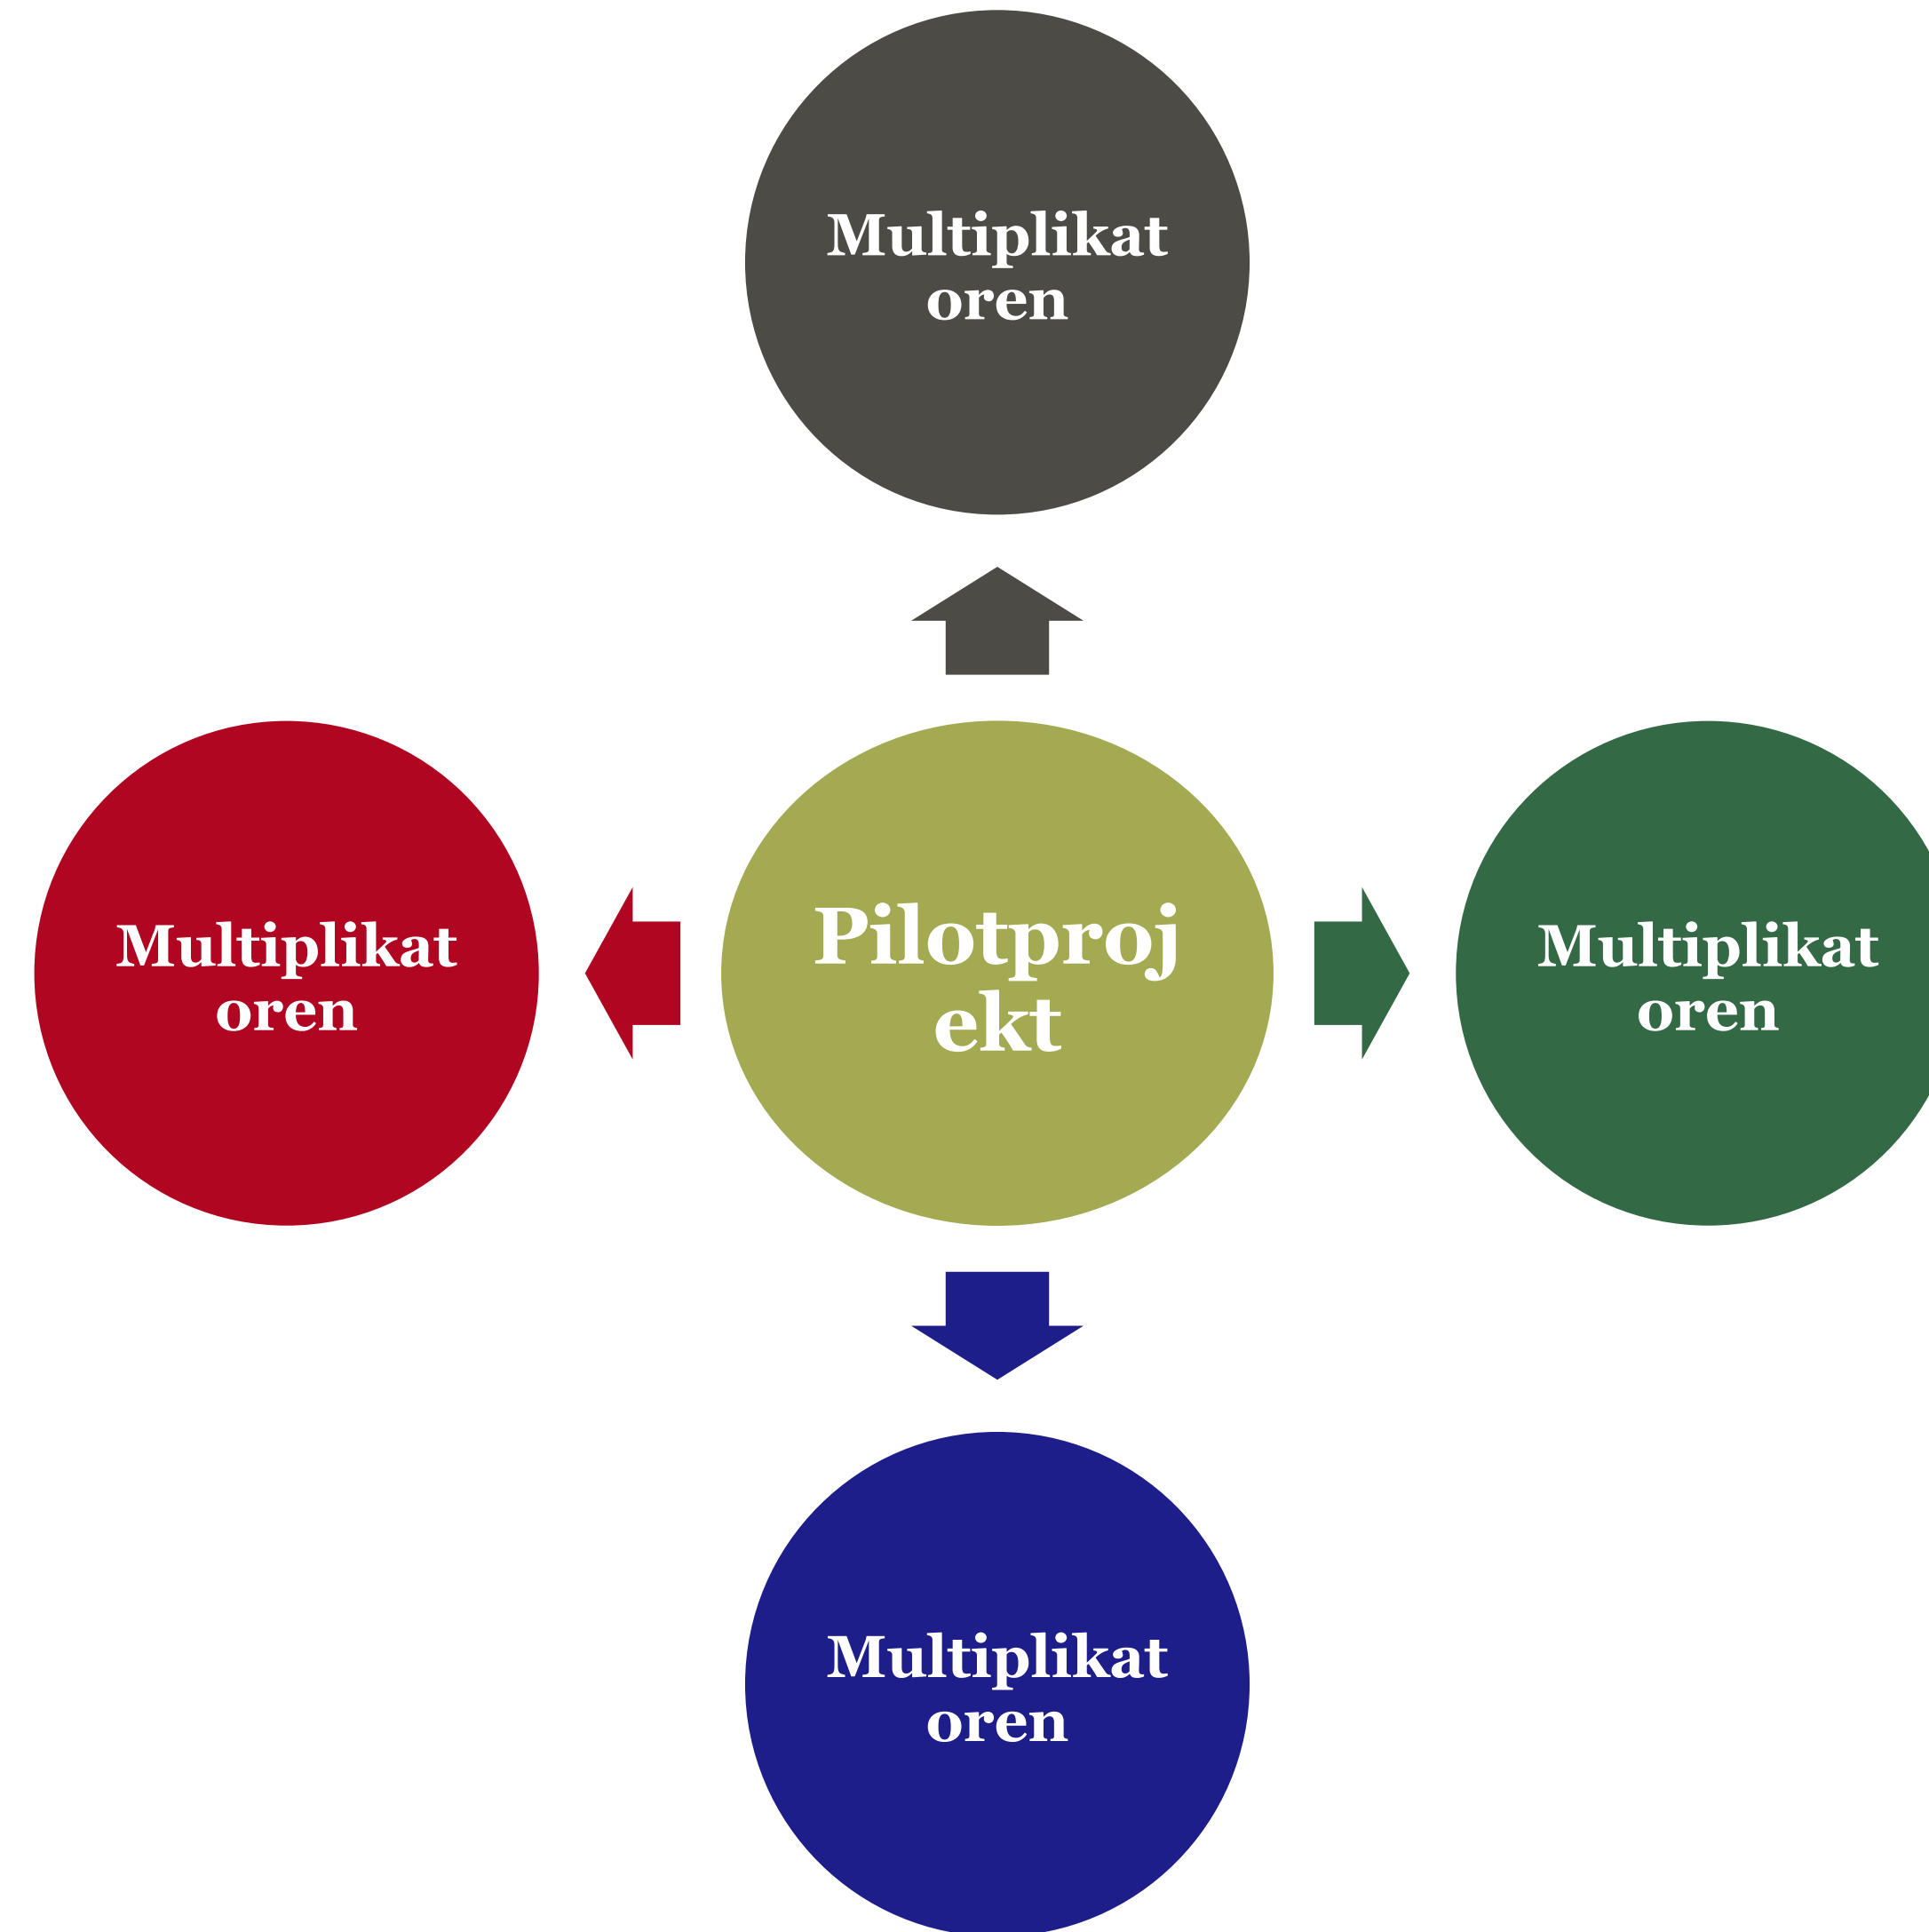 Multiplikat
oren
Multiplikat
oren
Pilotproj
ekt
Multiplikat
oren
Multiplikat
oren